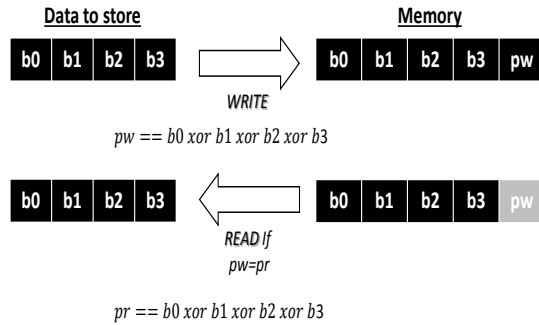 Data to store Memory
b0 b1 b2 b3 b0 b1 b2 b3 pw
WRITE
pw == b0 xor b1 xor b2 xor b3
b0 b1 b2 b3 b0 b1 b2 b3 pw
READ If
pw=pr
pr == b0 xor b1 xor b2 xor b3